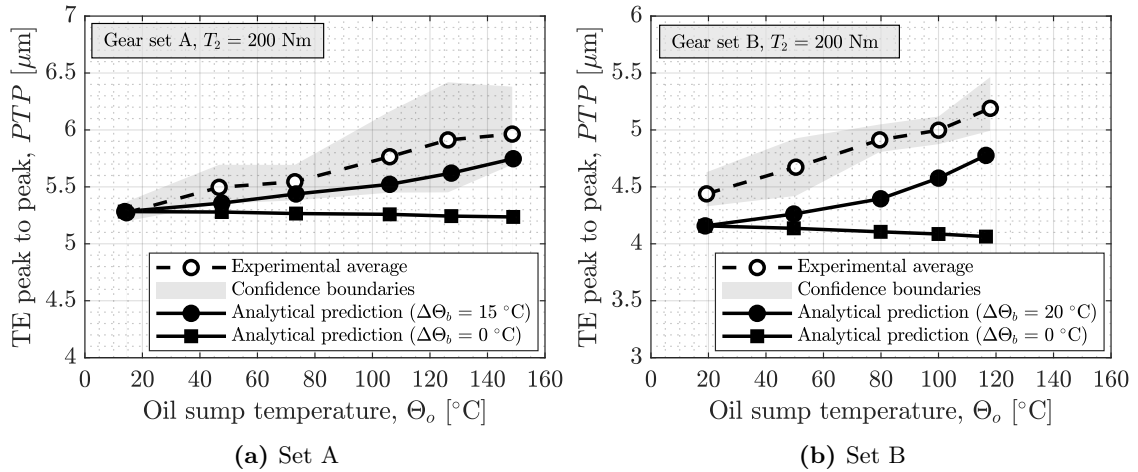 TE peak to peak, PTP [μm]
7
6.5
6
5.5
5
4.5
4
Gear set A, T₂ = 200 Nm
Experimental average
Confidence boundaries
Analytical prediction (ΔΘ_b = 15 °C)
Analytical prediction (ΔΘ_b = 0 °C)
0 20 40 60 80 100 120 140 160
Oil sump temperature, Θ_o [°C]
(a) Set A
TE peak to peak, PTP [μm]
6
5.5
5
4.5
4
3.5
3
Gear set B, T₂ = 200 Nm
Experimental average
Confidence boundaries
Analytical prediction (ΔΘ_b = 20 °C)
Analytical prediction (ΔΘ_b = 0 °C)
0 20 40 60 80 100 120 140 160
Oil sump temperature, Θ_o [°C]
(b) Set B